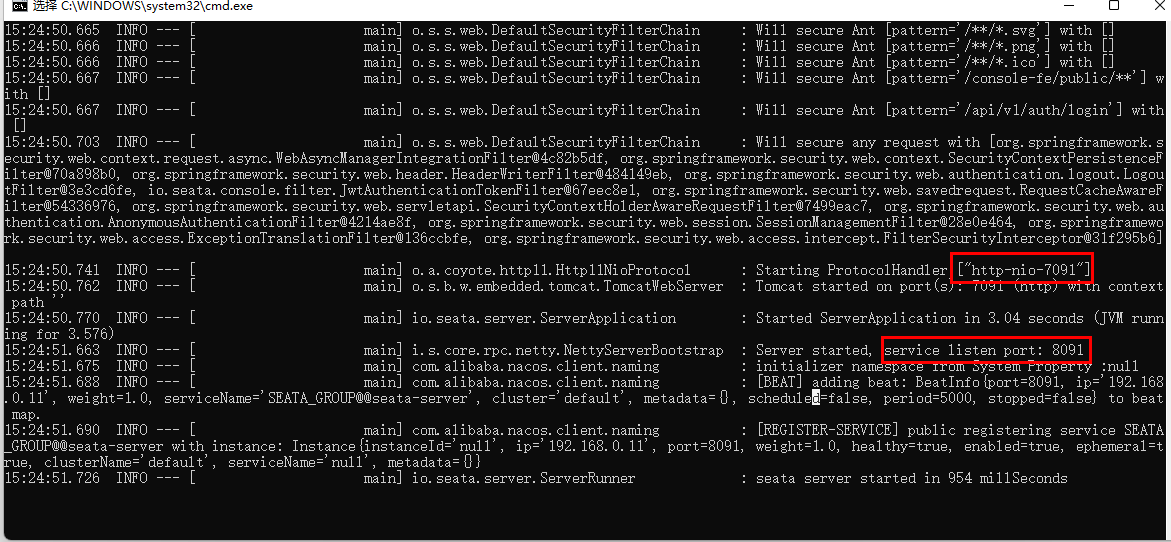 选择 C:\WINDOWS\system32\cmd.exe
15:24:50.665  INFO --- [                     main] o.s.s.web.DefaultSecurityFilterChain     : Will secure Ant [pattern='/**/*.svg'] with []
15:24:50.666  INFO --- [                     main] o.s.s.web.DefaultSecurityFilterChain     : Will secure Ant [pattern='/**/*.png'] with []
15:24:50.666  INFO --- [                     main] o.s.s.web.DefaultSecurityFilterChain     : Will secure Ant [pattern='/**/*.ico'] with []
15:24:50.667  INFO --- [                     main] o.s.s.web.DefaultSecurityFilterChain     : Will secure Ant [pattern='/console-fe/public/**'] w
ith []
15:24:50.667  INFO --- [                     main] o.s.s.web.DefaultSecurityFilterChain     : Will secure Ant [pattern='/api/v1/auth/login'] with
 []
15:24:50.703  INFO --- [                     main] o.s.s.web.DefaultSecurityFilterChain     : Will secure any request with [org.springframework.s
ecurity.web.context.request.async.WebAsyncManagerIntegrationFilter@4c82b5df, org.springframework.security.web.context.SecurityContextPersistenceF
ilter@70a898b0, org.springframework.security.web.header.HeaderWriterFilter@484149eb, org.springframework.security.web.authentication.logout.Logou
tFilter@3e3cd6fe, io.seata.console.filter.JwtAuthenticationTokenFilter@67eec8e1, org.springframework.security.web.savedrequest.RequestCacheAwareF
ilter@54336976, org.springframework.security.web.servletapi.SecurityContextHolderAwareRequestFilter@7499eac7, org.springframework.security.web.au
thentication.AnonymousAuthenticationFilter@4214ae8f, org.springframework.security.web.session.SessionManagementFilter@28e0e464, org.springframewo
rk.security.web.access.ExceptionTranslationFilter@136ccbfe, org.springframework.security.web.access.intercept.FilterSecurityInterceptor@31f295b6]
15:24:50.741  INFO --- [                     main] o.a.coyote.http11.Http11NioProtocol      : Starting ProtocolHandler ["http-nio-7091"]
15:24:50.762  INFO --- [                     main] o.s.b.w.embedded.tomcat.TomcatWebServer  : Tomcat started on port(s): 7091 (http) with context
 path ''
15:24:50.770  INFO --- [                     main] io.seata.server.ServerApplication        : Started ServerApplication in 3.04 seconds (JVM runn
ing for 3.576)
15:24:51.663  INFO --- [                     main] i.s.core.rpc.netty.NettyServerBootstrap  : Server started, service listen port: 8091
15:24:51.675  INFO --- [                     main] com.alibaba.nacos.client.naming          : initializer namespace from System Property :null
15:24:51.688  INFO --- [                     main] com.alibaba.nacos.client.naming          : [BEAT] adding beat: BeatInfo{port=8091, ip='192.168
.0.11', weight=1.0, serviceName='SEATA_GROUP@@seata-server', cluster='default', metadata={}, scheduled=false, period=5000, stopped=false} to beat
map.
15:24:51.690  INFO --- [                     main] com.alibaba.nacos.client.naming          : [REGISTER-SERVICE] public registering service SEATA
_GROUP@@seata-server with instance: Instance{instanceId='null', ip='192.168.0.11', port=8091, weight=1.0, healthy=true, enabled=true, ephemeral=t
rue, clusterName='default', serviceName='null', metadata={}}
15:24:51.726  INFO --- [                     main] io.seata.server.ServerRunner             : seata server started in 954 millSeconds